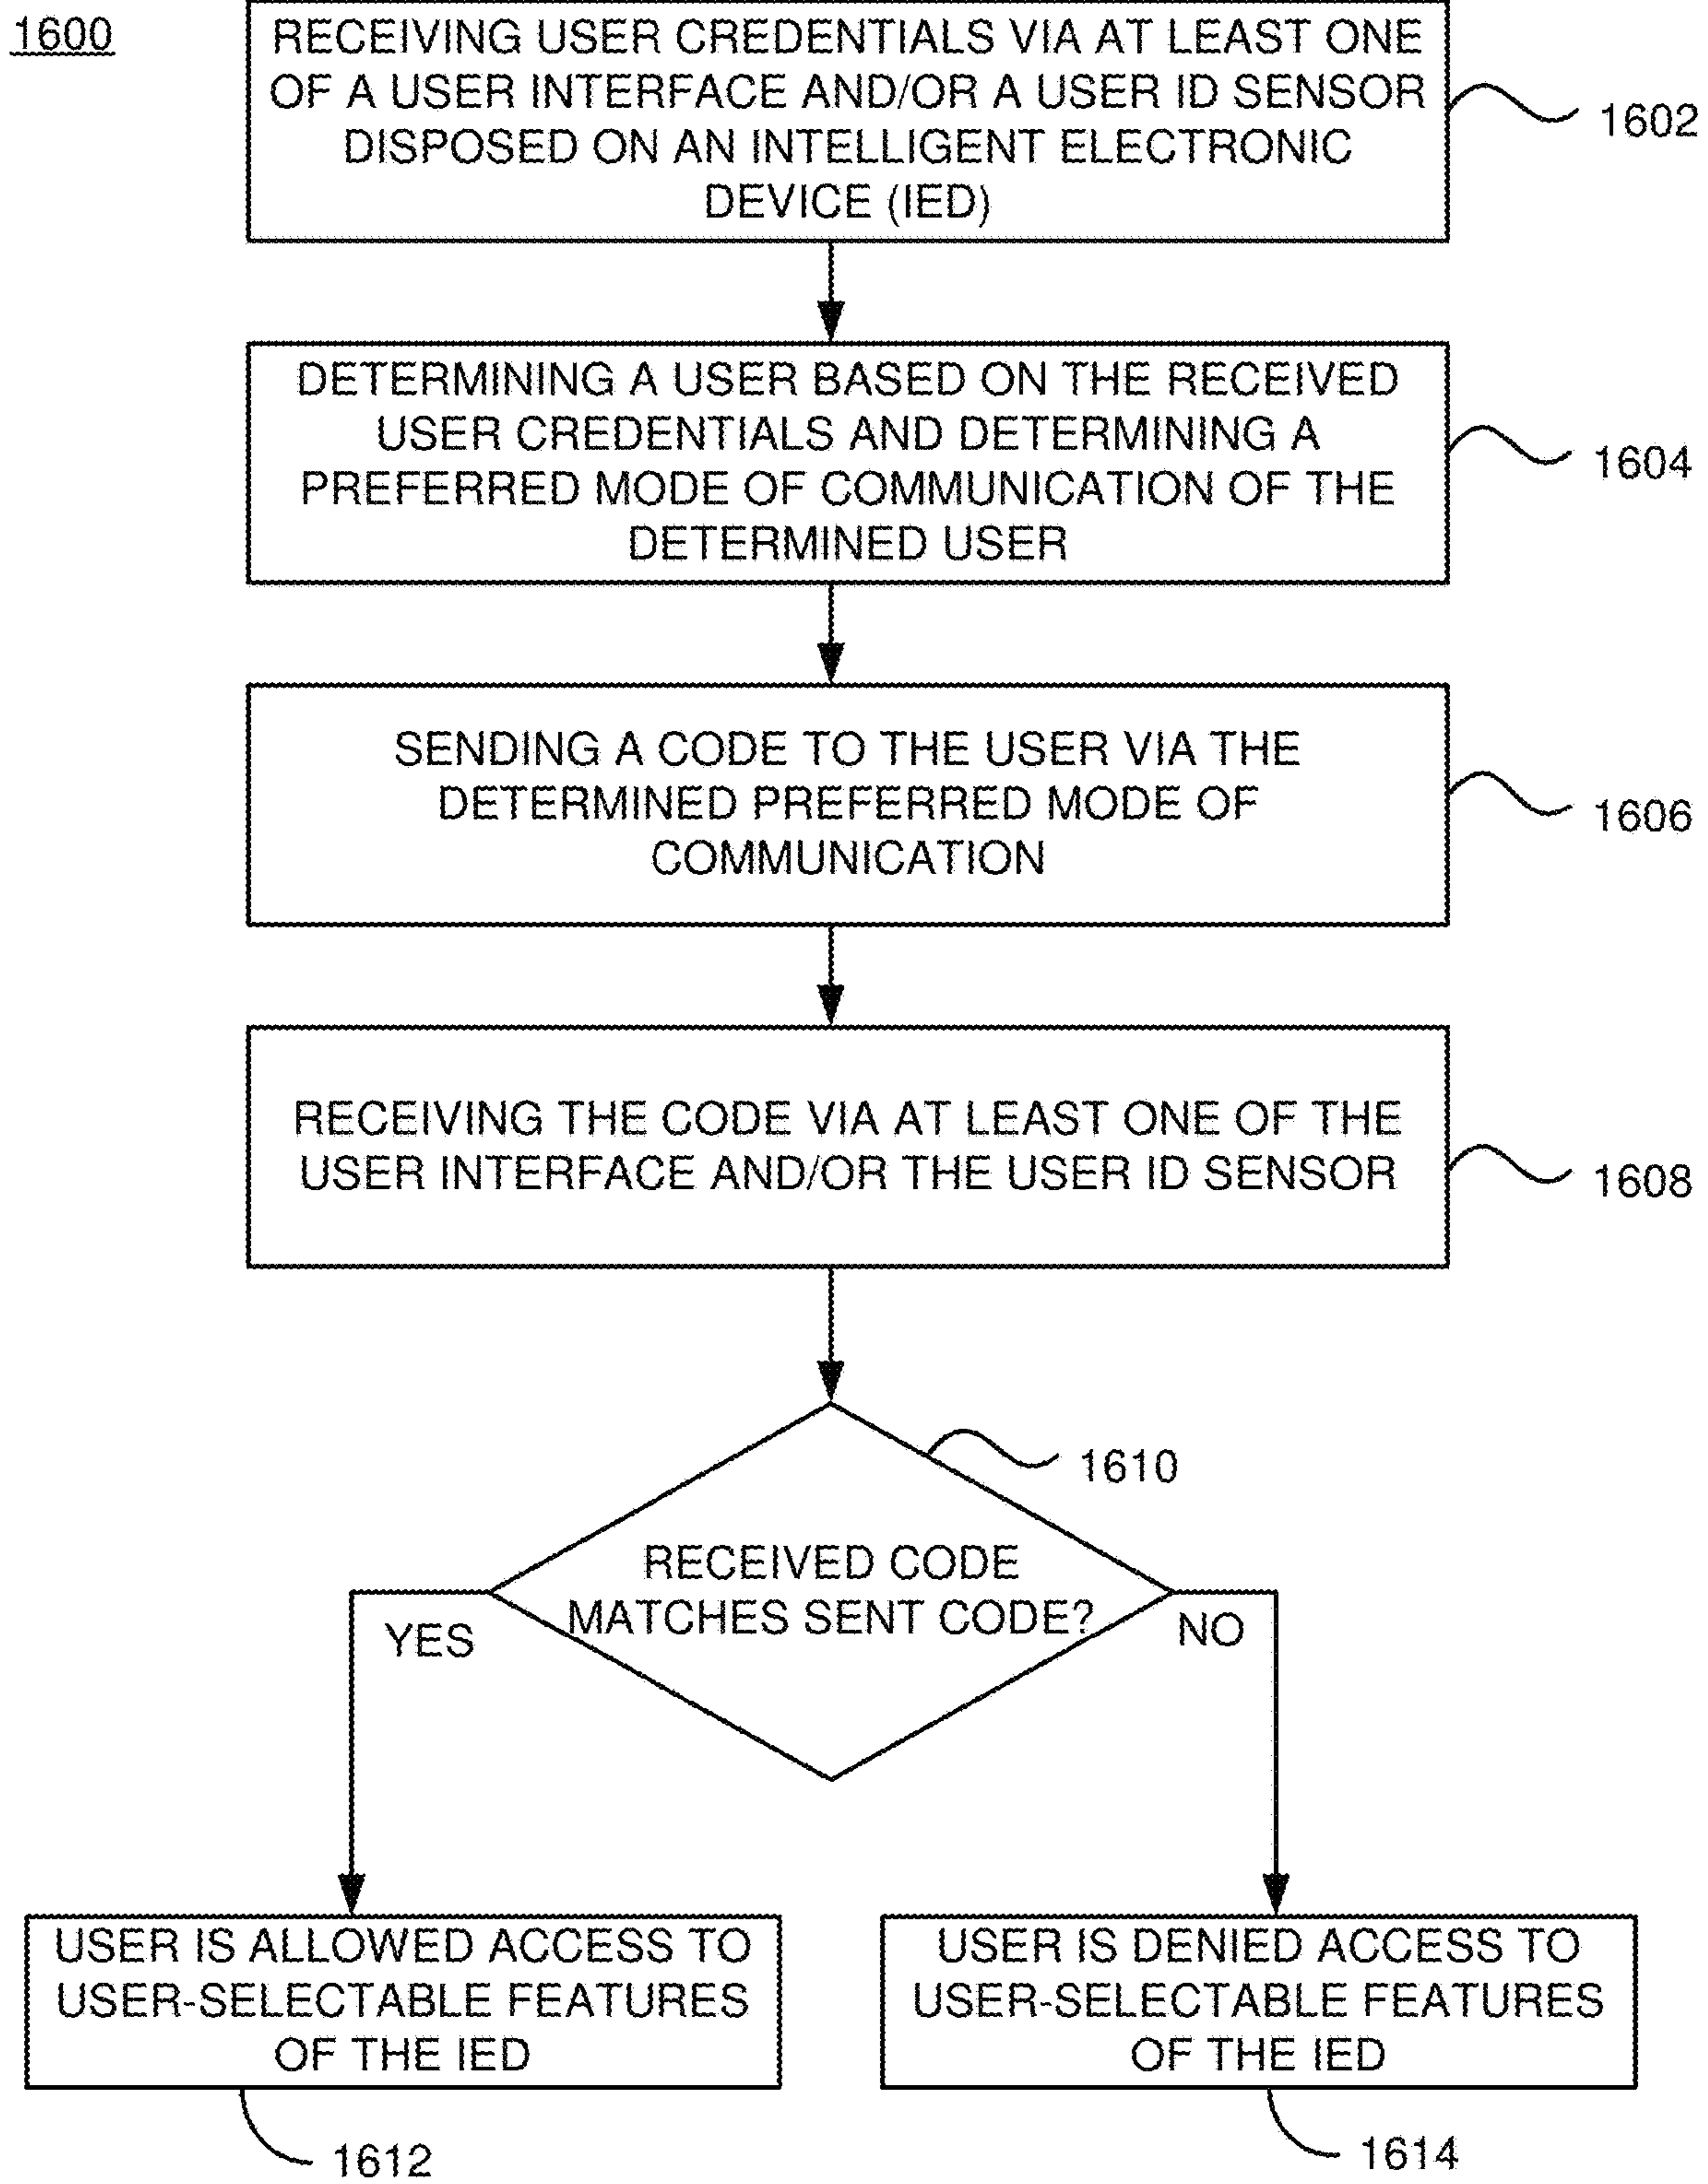 1600
RECEIVING USER CREDENTIALS VIA AT LEAST ONE
OF A USER INTERFACE AND/OR A USER ID SENSOR
DISPOSED ON AN INTELLIGENT ELECTRONIC
DEVICE (IED)
1602
DETERMINING A USER BASED ON THE RECEIVED
USER CREDENTIALS AND DETERMINING A
PREFERRED MODE OF COMMUNICATION OF THE
DETERMINED USER
1604
SENDING A CODE TO THE USER VIA THE
DETERMINED PREFERRED MODE OF
COMMUNICATION
1606
RECEIVING THE CODE VIA AT LEAST ONE OF THE
USER INTERFACE AND/OR THE USER ID SENSOR
1608
1610
RECEIVED CODE
MATCHES SENT CODE?
YES
NO
USER IS ALLOWED ACCESS TO
USER-SELECTABLE FEATURES
OF THE IED
1612
USER IS DENIED ACCESS TO
USER-SELECTABLE FEATURES
OF THE IED
1614